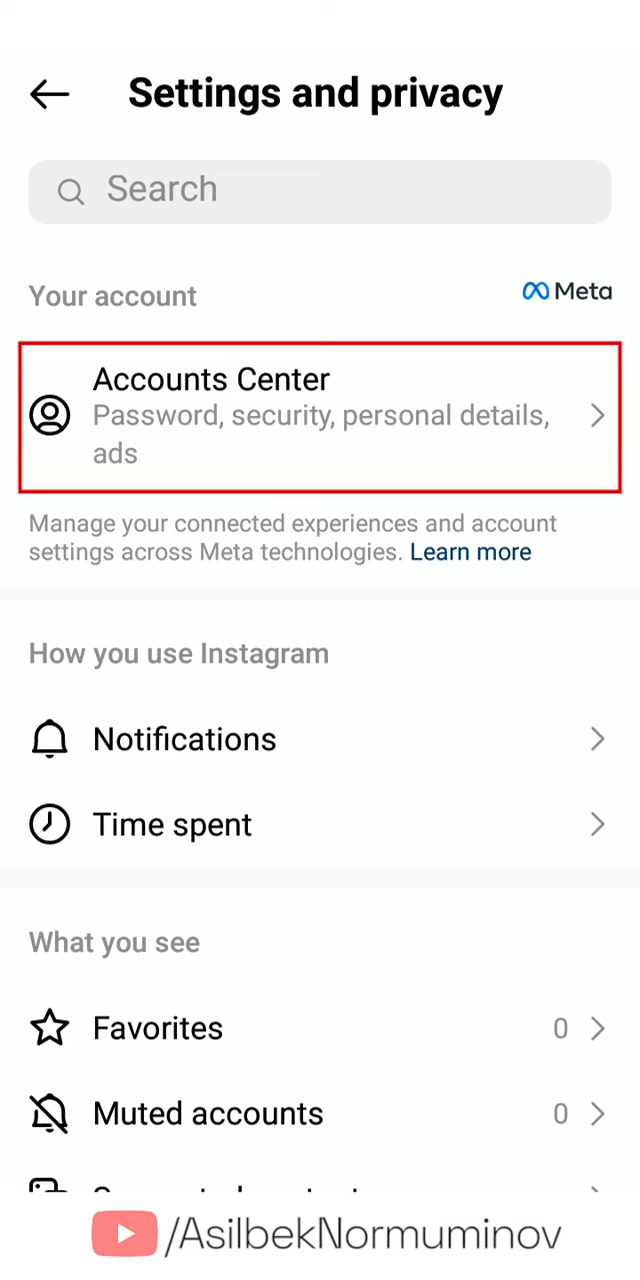 Settings and privacy
Search
Your account
Meta
Accounts Center
Password, security, personal details,
ads
Manage your connected experiences and account
settings across Meta technologies. Learn more
How you use Instagram
Notifications
Time spent
What you see
Favorites 0
Muted accounts 0
/AsilbekNormuminov